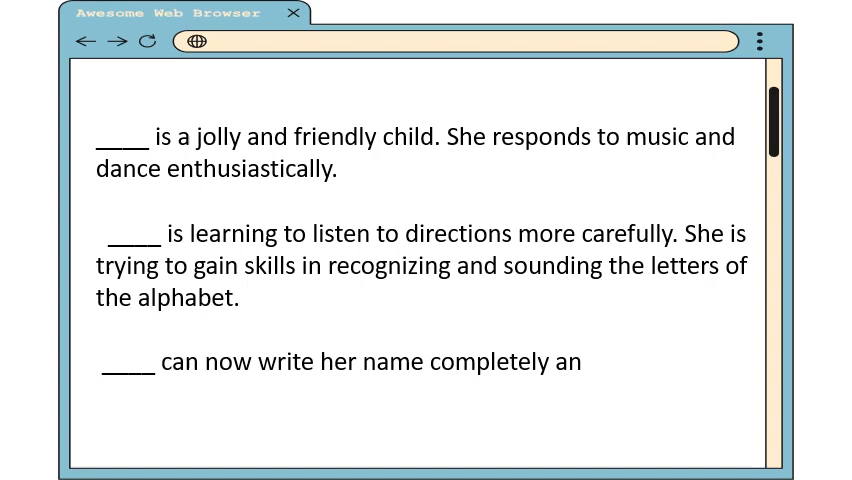 Awesome Web Browser
____ is a jolly and friendly child. She responds to music and
dance enthusiastically.
____ is learning to listen to directions more carefully. She is
trying to gain skills in recognizing and sounding the letters of
the alphabet.
____ can now write her name completely an